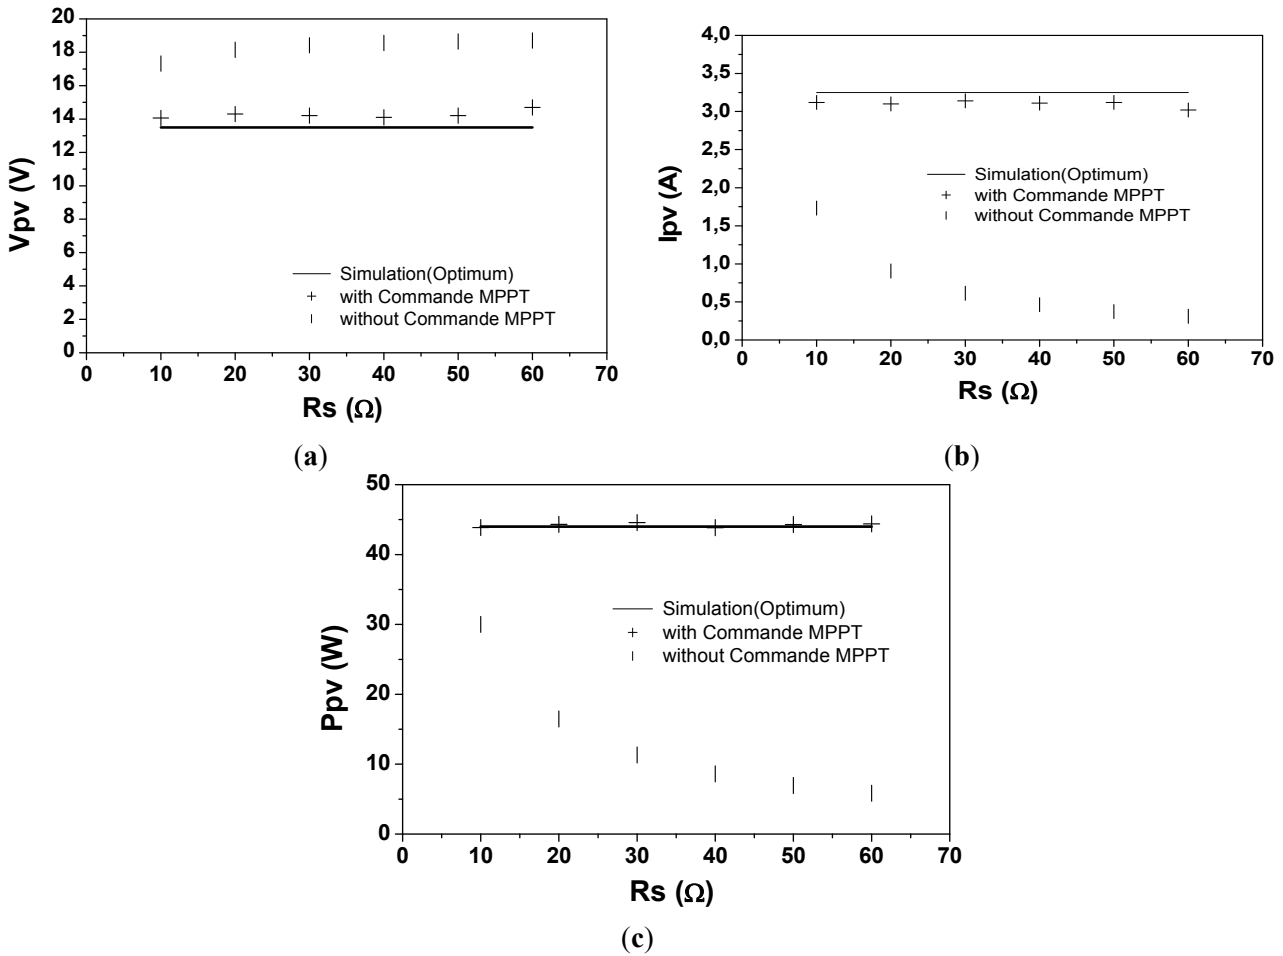 20
18
16
14
12
10
8
6
4
2
0
Vpv (V)
Simulation(Optimum)
with Commande MPPT
without Commande MPPT
0 10 20 30 40 50 60 70
Rs (Ω)
(a)
4,0
3,5
3,0
2,5
2,0
1,5
1,0
0,5
0,0
Ipv (A)
Simulation(Optimum)
with Commande MPPT
without Commande MPPT
0 10 20 30 40 50 60 70
Rs (Ω)
(b)
50
40
30
20
10
0
Ppv (W)
Simulation(Optimum)
with Commande MPPT
without Commande MPPT
0 10 20 30 40 50 60 70
Rs (Ω)
(c)